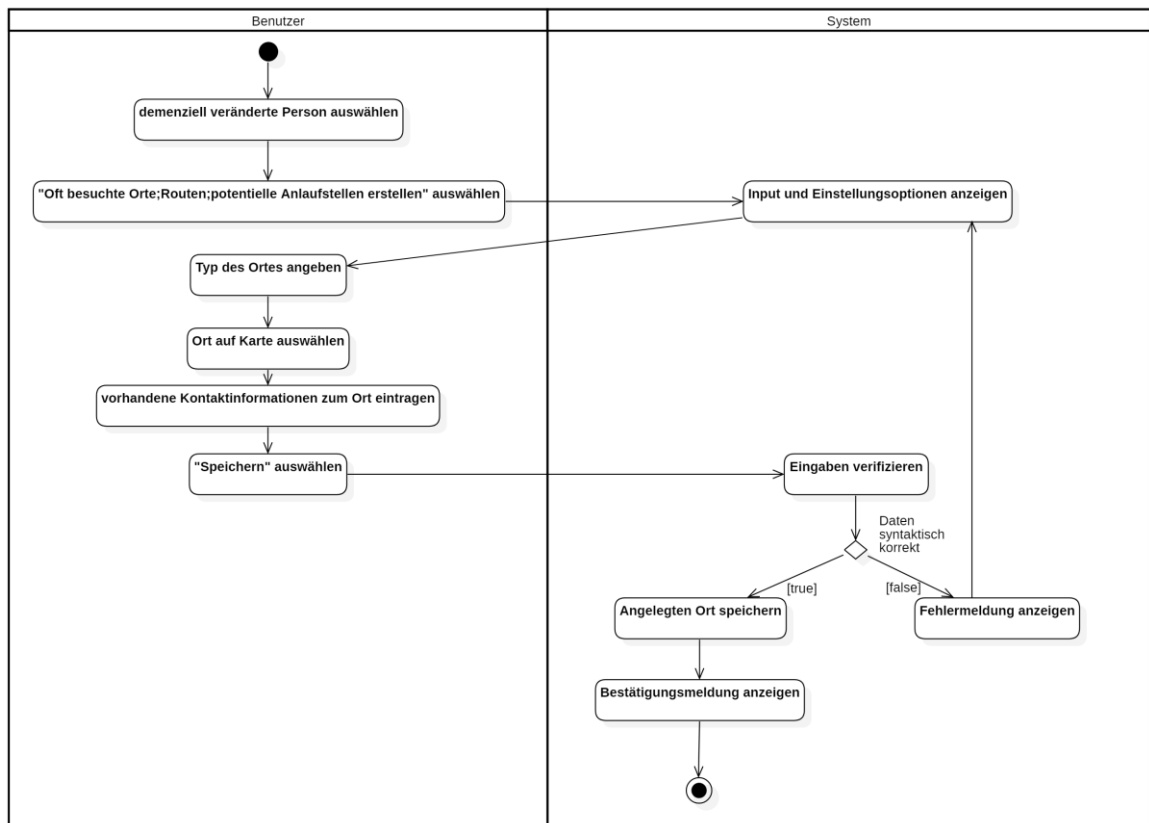 Benutzer
System
demenziell veränderte Person auswählen
"Oft besuchte Orte;Routen;potentielle Anlaufstellen erstellen" auswählen
Input und Einstellungsoptionen anzeigen
Typ des Ortes angeben
Ort auf Karte auswählen
vorhandene Kontaktinformationen zum Ort eintragen
"Speichern" auswählen
Eingaben verifizieren
Daten
syntaktisch
korrekt
[true]
[false]
Angelegten Ort speichern
Fehlermeldung anzeigen
Bestätigungsmeldung anzeigen